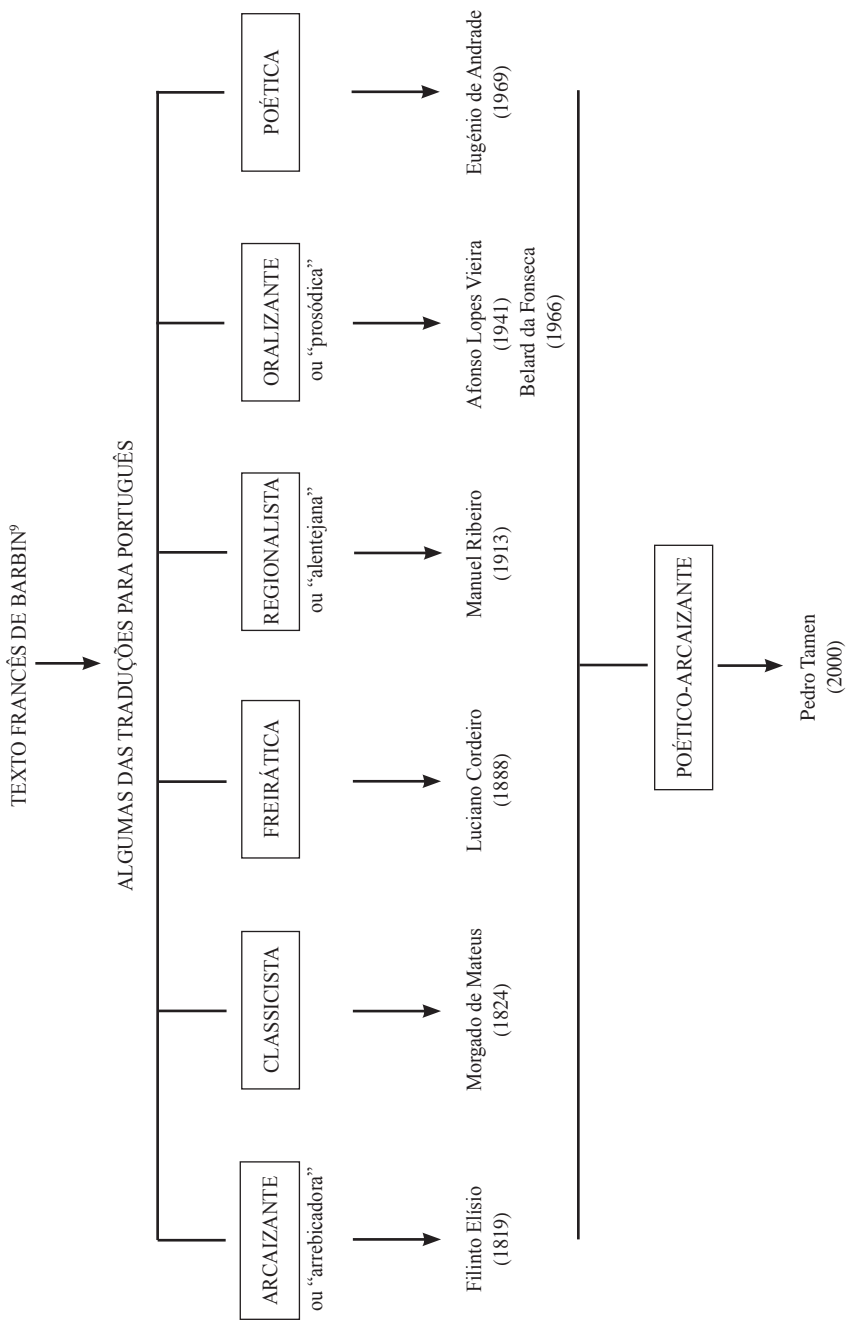 TEXTO FRANCÊS DE BARBIN⁹
ALGUMAS DAS TRADUÇÕES PARA PORTUGUÊS
ARCAIZANTE
ou “arrebicadora”
Filinto Elísio
(1819)
CLASSICISTA
Morgado de Mateus
(1824)
FREIRÁTICA
Luciano Cordeiro
(1888)
REGIONALISTA
ou “alentejana”
Manuel Ribeiro
(1913)
ORALIZANTE
ou “prosódica”
Afonso Lopes Vieira
(1941)
Belard da Fonseca
(1966)
POÉTICA
Eugénio de Andrade
(1969)
POÉTICO-ARCAIZANTE
Pedro Tamen
(2000)